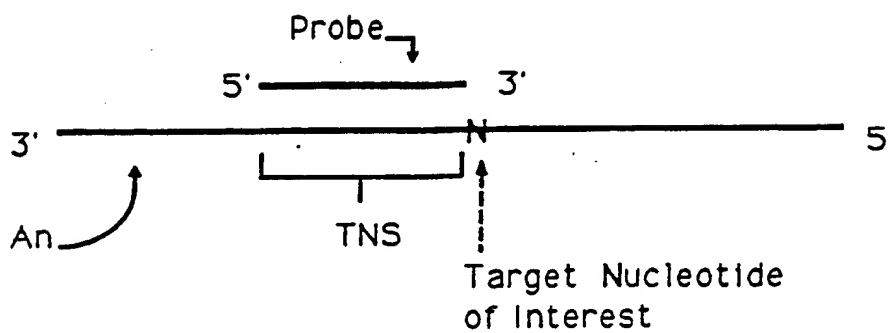 Probe
5' 3'
3' N 5
An
TNS
Target Nucleotide
of Interest